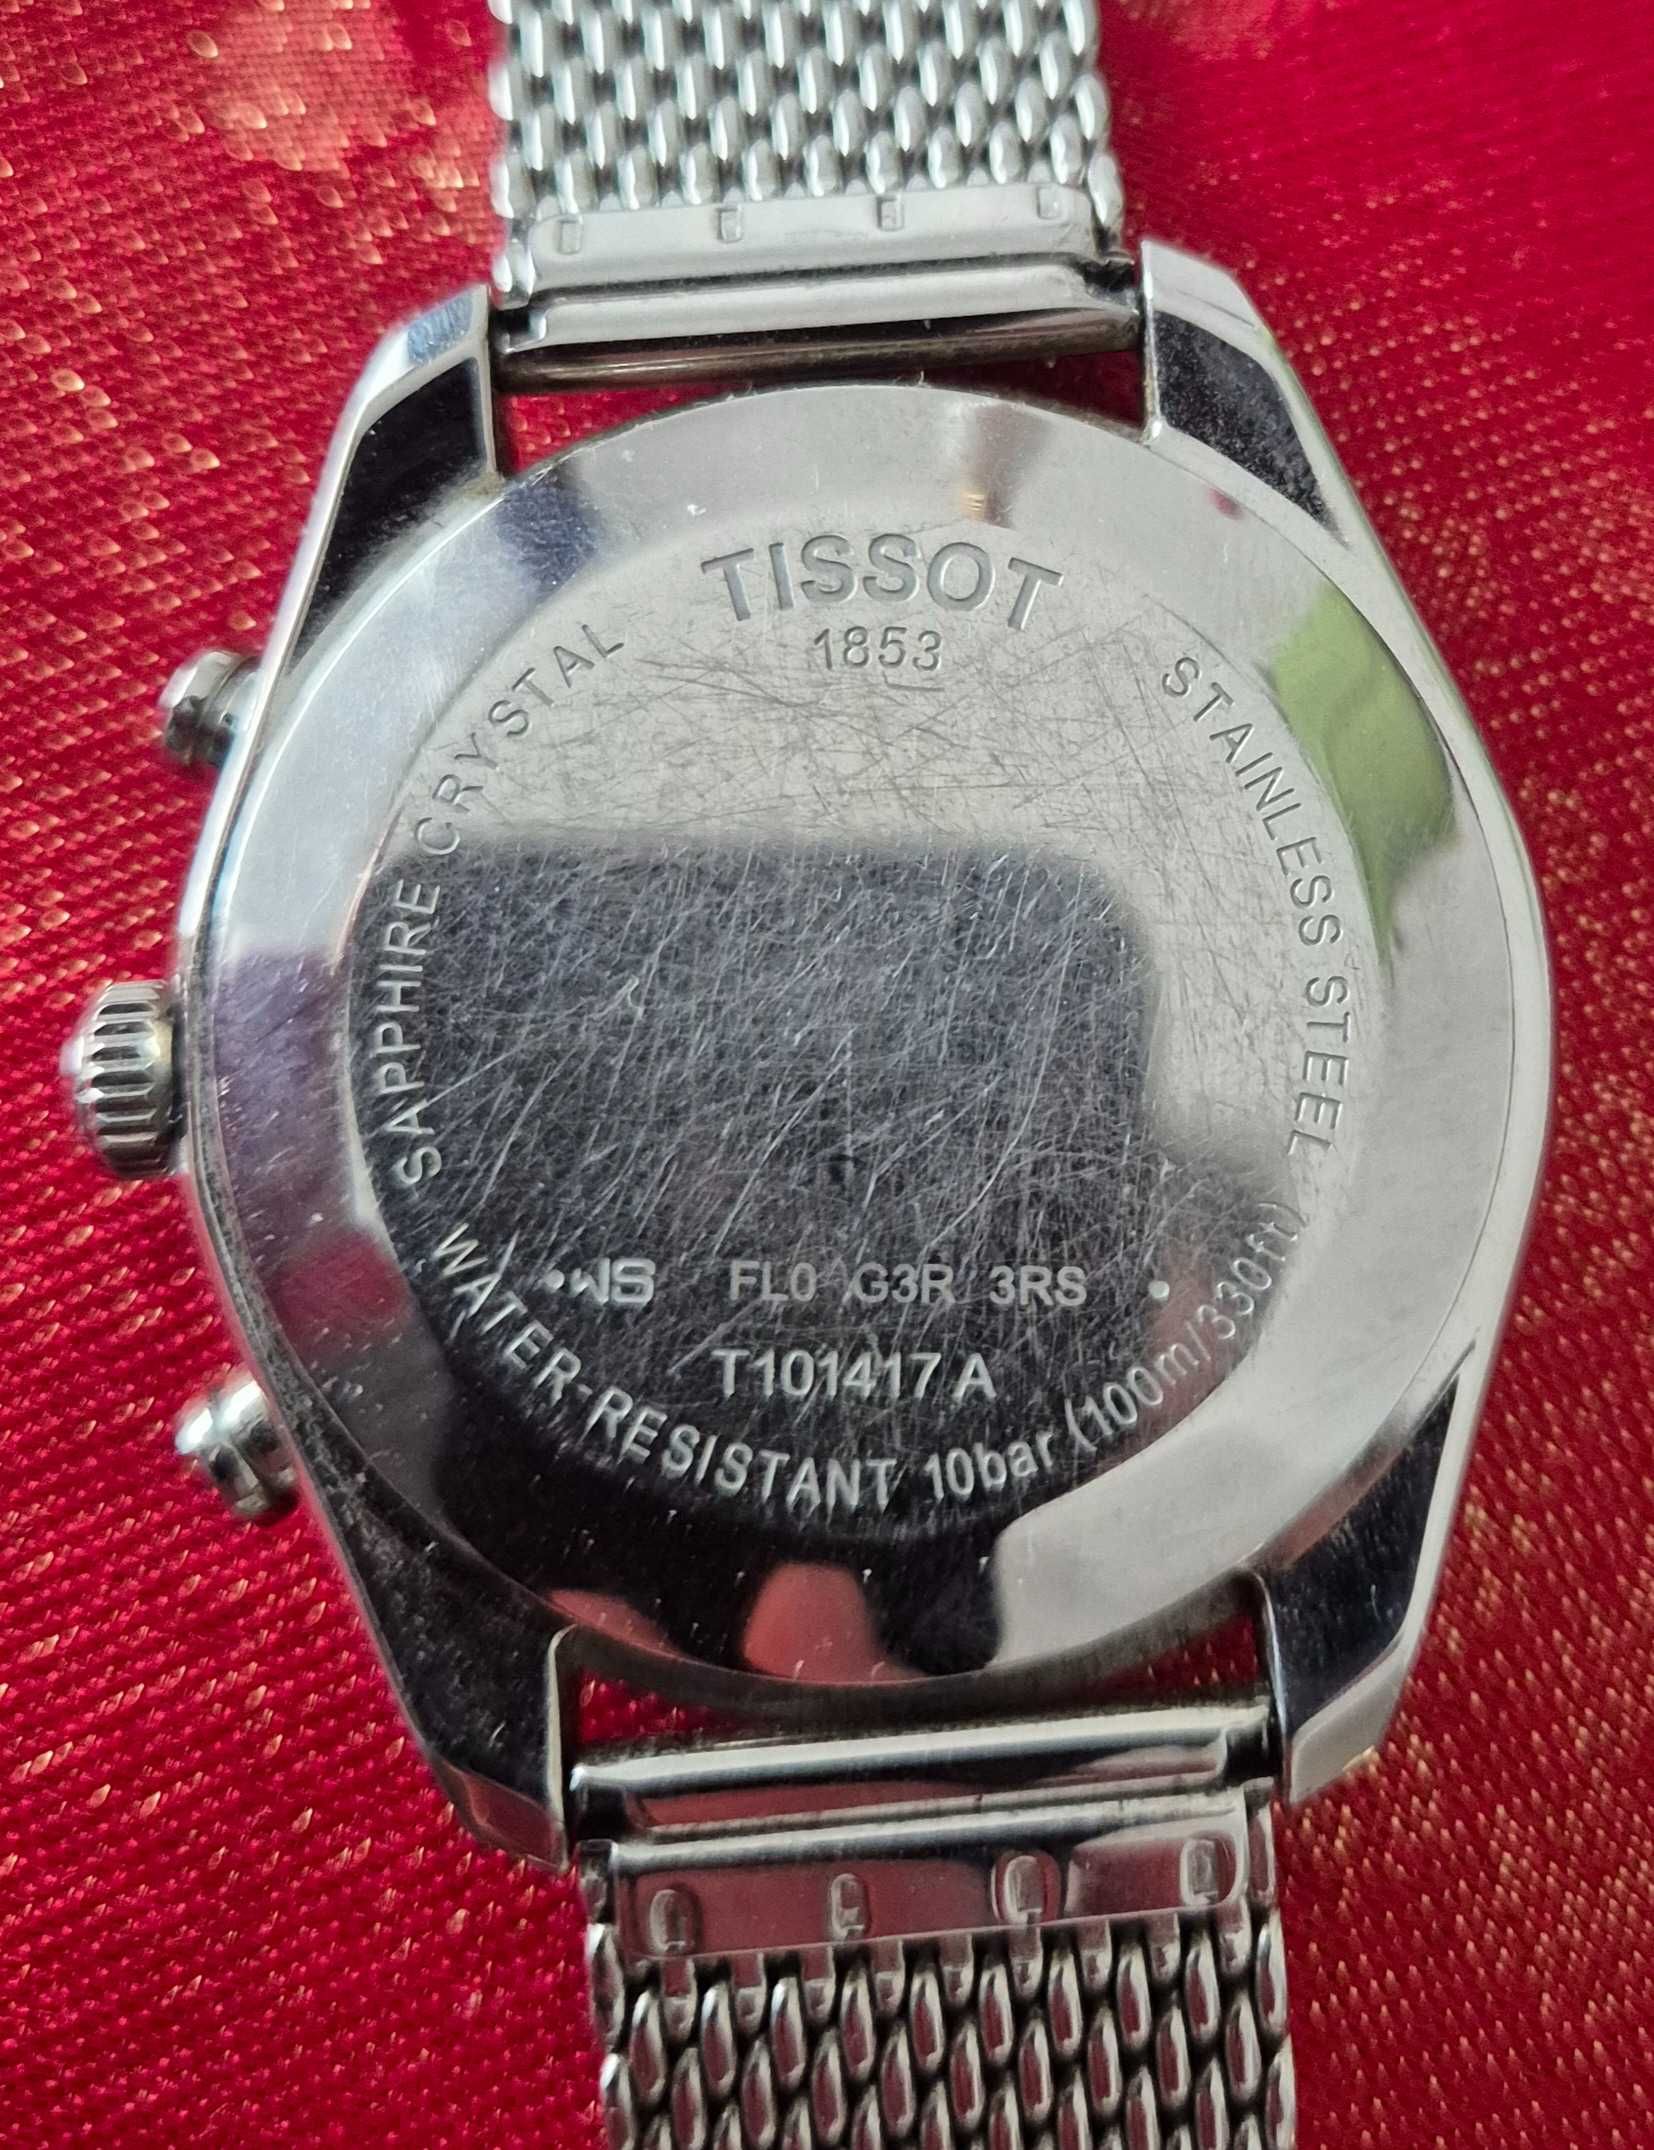 TISSOT
1853
SAPPHIRE CRYSTAL
STAINLESS STEEL
FL0 G3R 3RS
T101417 A
WATER-RESISTANT 10bar (100m/330ft)